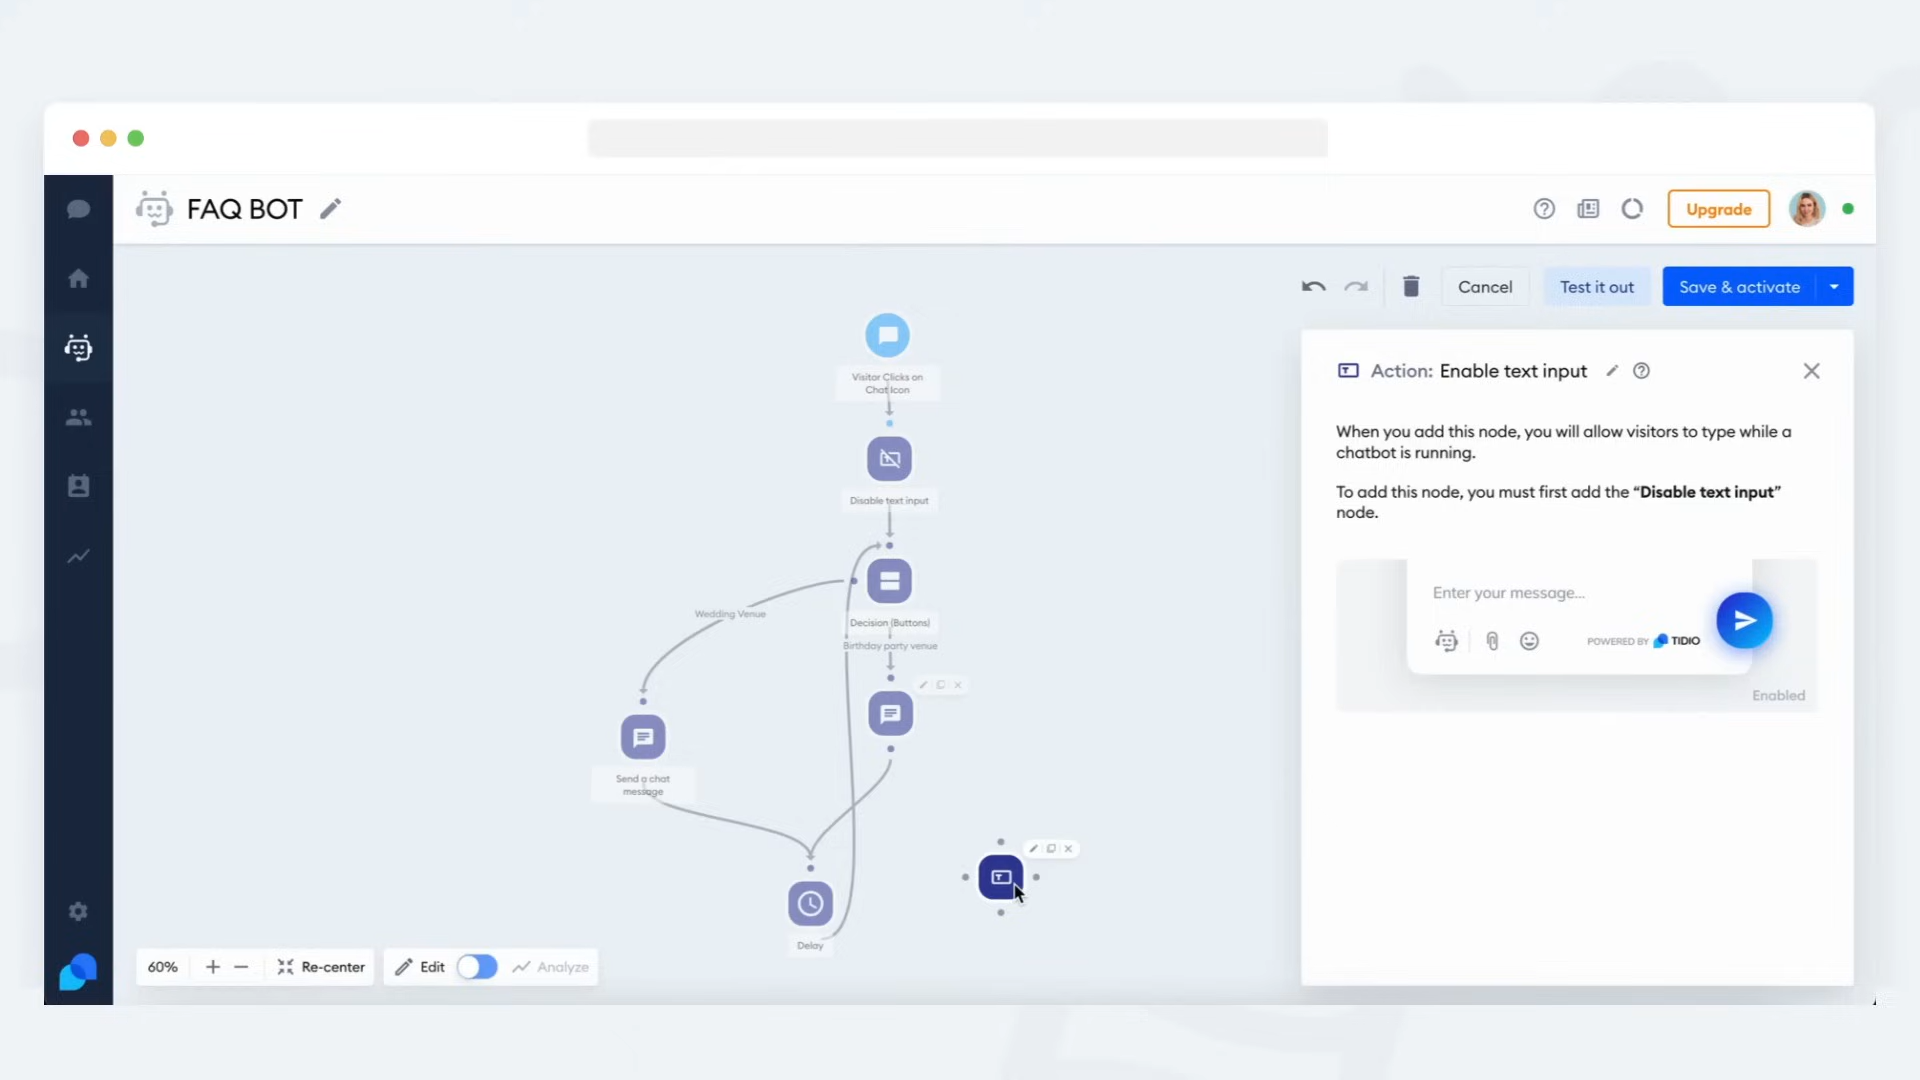 FAQ BOT
Upgrade
Cancel
Test it out
Save & activate
Visitor Clicks on
Chat Icon
Disable text input
Wedding Venue
Decision (Buttons)
Birthday party venue
Send a chat
message
Delay
60%
Re-center
Edit
Analyze
Action: Enable text input
When you add this node, you will allow visitors to type while a
chatbot is running.
To add this node, you must first add the “Disable text input”
node.
Enter your message...
POWERED BY TIDIO
Enabled